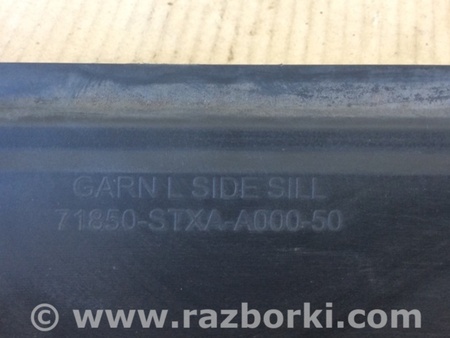 GARN L SIDE SILL
71850-STXA-A000-50
© www.razborki.com